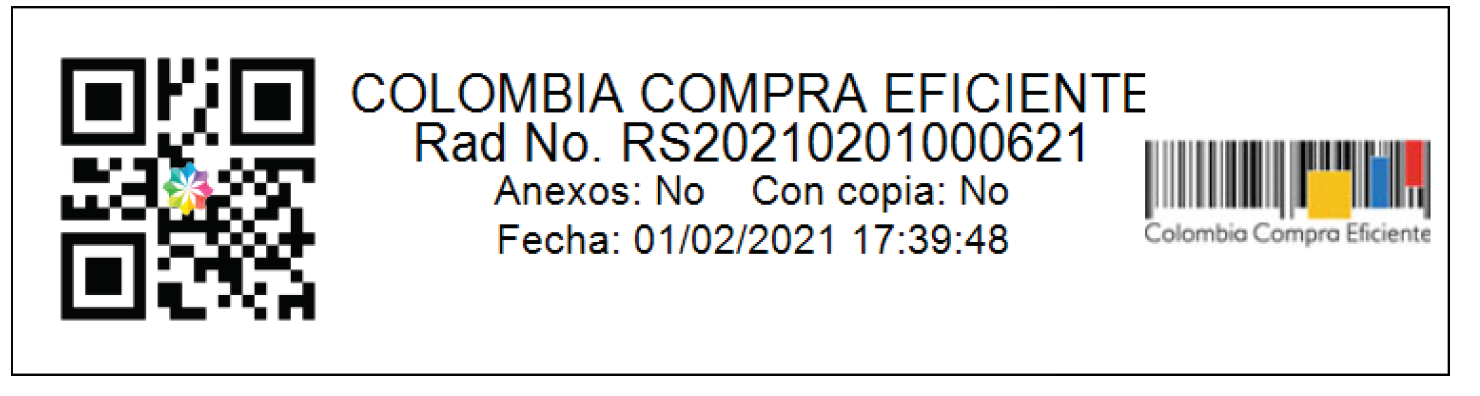 COLOMBIA COMPRA EFICIENTE
Rad No. RS20210201000621
Anexos: No Con copia: No
Fecha: 01/02/2021 17:39:48
Colombia Compra Eficiente